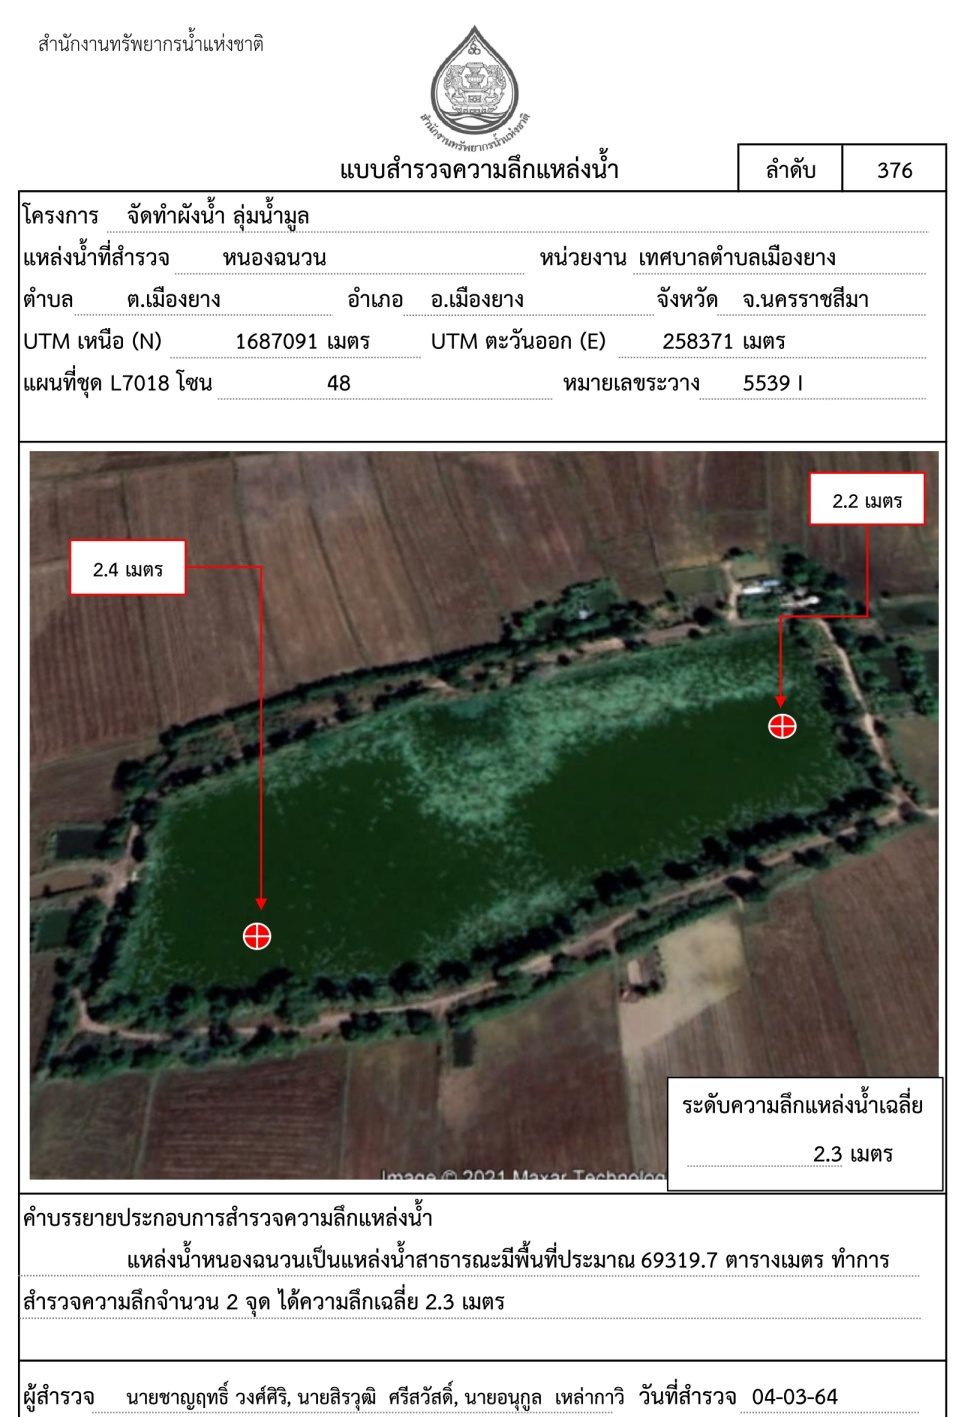 สำนักงานทรัพยากรน้ำแห่งชาติ
สำนักงานทรัพยากรน้ำแห่งชาติ
แบบสำรวจความลึกแหล่งน้ำ ลำดับ 376
โครงการ จัดทำผังน้ำ ลุ่มน้ำมูล
แหล่งน้ำที่สำรวจ หนองฉนวน หน่วยงาน เทศบาลตำบลเมืองยาง
ตำบล ต.เมืองยาง อำเภอ อ.เมืองยาง จังหวัด จ.นครราชสีมา
UTM เหนือ (N) 1687091 เมตร UTM ตะวันออก (E) 258371 เมตร
แผนที่ชุด L7018 โซน 48 หมายเลขระวาง 5539 I
2.2 เมตร
2.4 เมตร
ระดับความลึกแหล่งน้ำเฉลี่ย
2.3 เมตร
Image © 2021 Maxar Technolog
คำบรรยายประกอบการสำรวจความลึกแหล่งน้ำ
แหล่งน้ำหนองฉนวนเป็นแหล่งน้ำสาธารณะมีพื้นที่ประมาณ 69319.7 ตารางเมตร ทำการ
สำรวจความลึกจำนวน 2 จุด ได้ความลึกเฉลี่ย 2.3 เมตร
ผู้สำรวจ นายชาญฤทธิ์ วงศ์ศิริ, นายสิรวุฒิ ศรีสวัสดิ์, นายอนุกูล เหล่ากาวิ วันที่สำรวจ 04-03-64